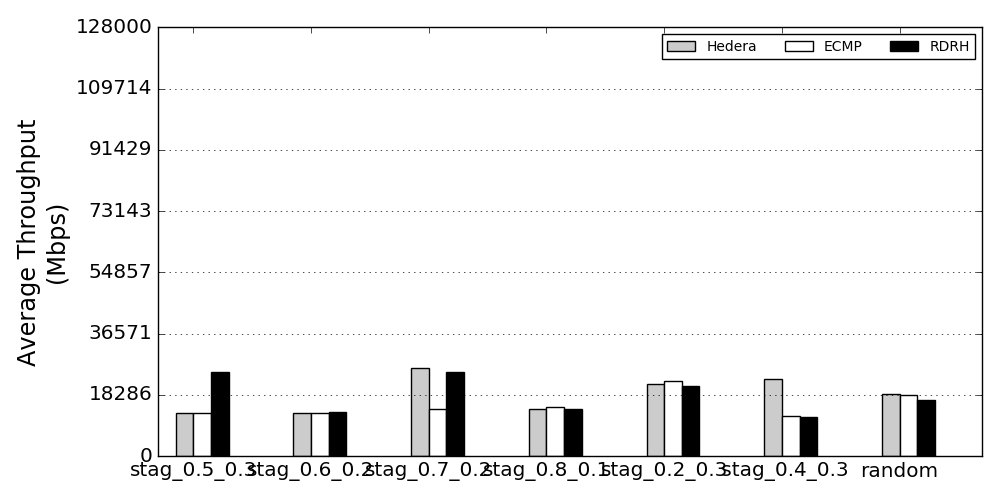 128000
Hedera ECMP RDRH
109714
91429
73143
54857
36571
18286
0
Average Throughput
(Mbps)
stag_0.5_0.3 stag_0.6_0.2 stag_0.7_0.2 stag_0.8_0.1 stag_0.2_0.3 stag_0.4_0.3 random